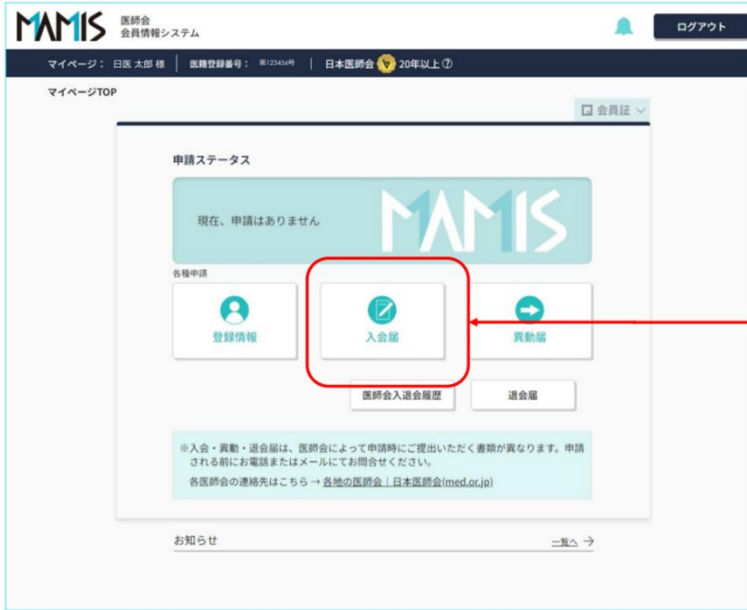 MAMIS 医師会
会員情報システム
ログアウト
マイページ： 日医 太郎 様 │ 医籍登録番号： 第123456号 │ 日本医師会 20年以上
マイページTOP
会員証
申請ステータス
現在、申請はありません
MAMIS
各種申請
登録情報
入会届
異動届
医師会入退会履歴
退会届
※入会・異動・退会届は、医師会によって申請時にご提出いただく書類が異なります。申請
される前にお電話またはメールにてお問合せください。
各医師会の連絡先はこちら → 各地の医師会｜日本医師会(med.or.jp)
お知らせ
一覧へ →